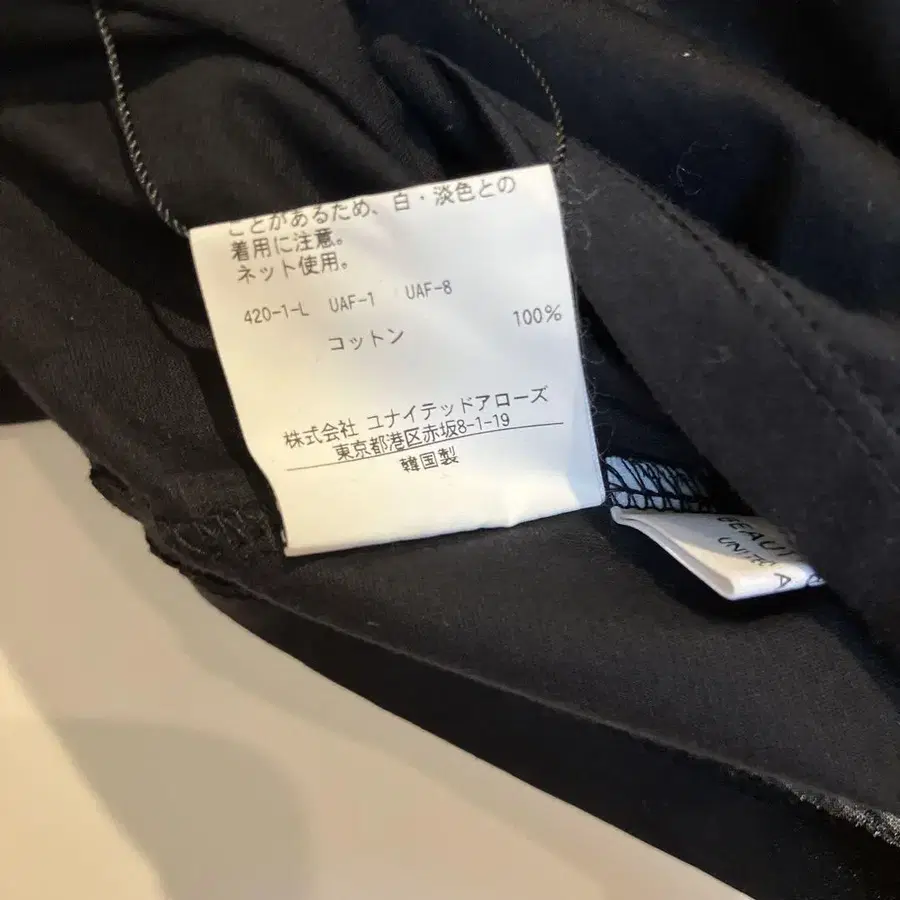 ことがあるため、白・淡色との
着用に注意。
ネット使用。
420-1-L UAF-1 UAF-8
コットン 100%
株式会社 ユナイテッドアローズ
東京都港区赤坂8-1-19
韓国製
BEAUT
UNITED A